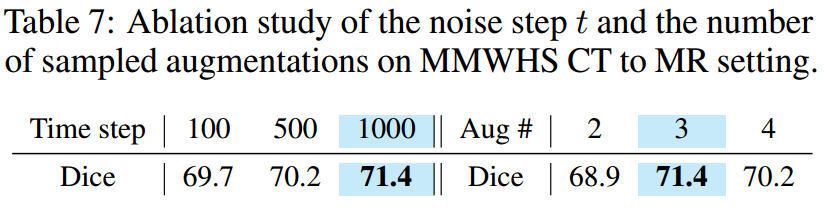 Table 7: Ablation study of the noise step t and the number
of sampled augmentations on MMWHS CT to MR setting.
Time step 100 500 1000 Aug # 2 3 4
Dice 69.7 70.2 71.4 Dice 68.9 71.4 70.2